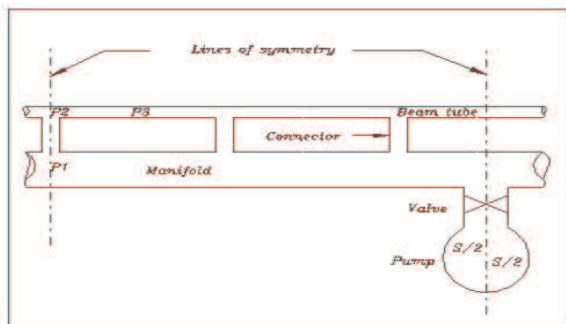 Lines of symmetry
P2
P3
Beam tube
Connector
P1
Manifold
Valve
S/2
S/2
Pump